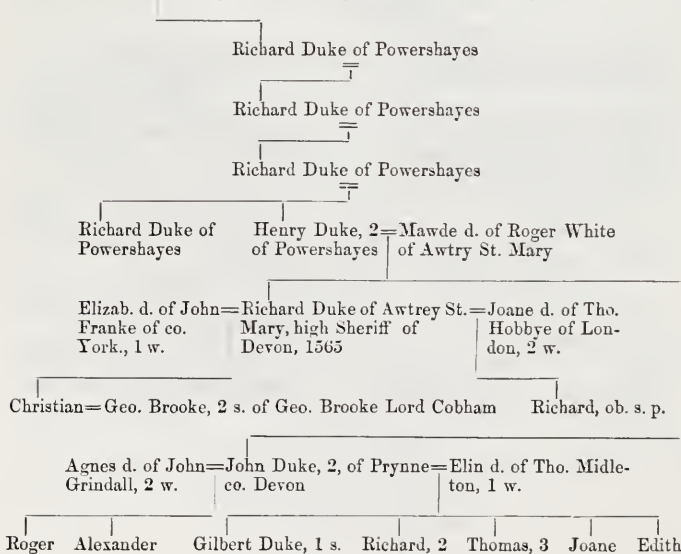 Richard Duke of Powershayes
Richard Duke of Powershayes
Richard Duke of Powershayes
Richard Duke of
Powershayes
Henry Duke, 2=Mawde d. of Roger White
of Powershayes of Awtry St. Mary
Elizab. d. of John=Richard Duke of Awtrey St.=Joane d. of Tho.
Franke of co. Mary, high Sheriff of Hobbye of Lon-
York., 1 w. Devon, 1565 don, 2 w.
Christian=Geo. Brooke, 2 s. of Geo. Brooke Lord Cobham Richard, ob. s. p.
Agnes d. of John=John Duke, 2, of Prynne=Elin d. of Tho. Midle-
Grindall, 2 w. co. Devon ton, 1 w.
Roger Alexander Gilbert Duke, 1 s. Richard, 2 Thomas, 3 Joane Edith